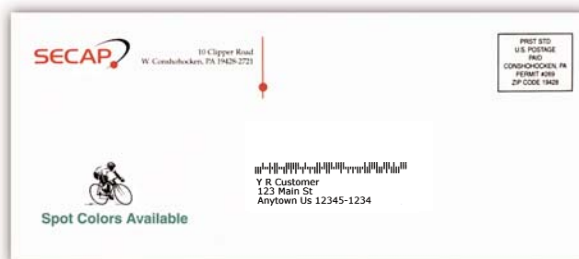 SECAP
10 Clipper Road
W. Conshohocken, PA 19428-2721
PRST STD
U.S. POSTAGE
PAID
CONSHOHOCKEN, PA
PERMIT #269
ZIP CODE 19428
Y R Customer
123 Main St
Anytown Us 12345-1234
Spot Colors Available